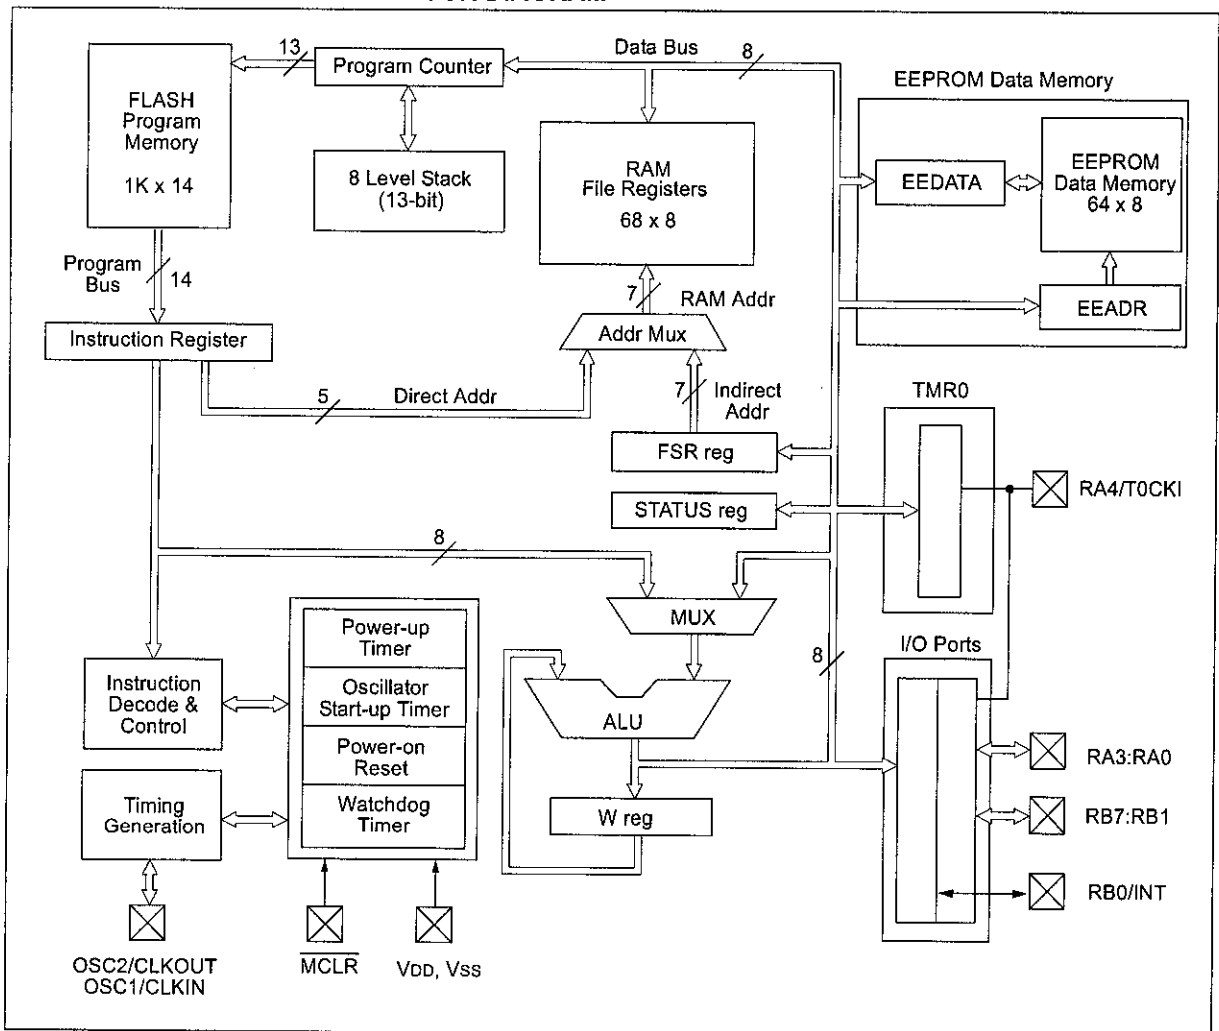 13
Program Counter
Data Bus
8
EEPROM Data Memory
FLASH
Program
Memory
1K x 14
8 Level Stack
(13-bit)
RAM
File Registers
68 x 8
EEDATA
EEPROM
Data Memory
64 x 8
Program
Bus
14
7
RAM Addr
EEADR
Instruction Register
Addr Mux
5
Direct Addr
7
Indirect
Addr
TMR0
FSR reg
RA4/T0CKI
STATUS reg
8
MUX
Power-up
Timer
8
I/O Ports
Instruction
Decode &
Control
Oscillator
Start-up Timer
ALU
Power-on
Reset
RA3:RA0
Timing
Generation
Watchdog
Timer
W reg
RB7:RB1
RB0/INT
OSC2/CLKOUT
OSC1/CLKIN
MCLR
VDD, VSS